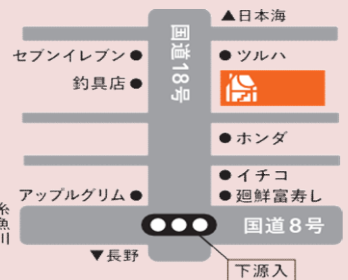 ▲日本海
セブンイレブン●
国道18号
●ツルハ
釣具店●
●ホンダ
●イチコ
アップルグリム●
●廻鮮富寿し
糸魚川
国道8号
▼長野
下源入